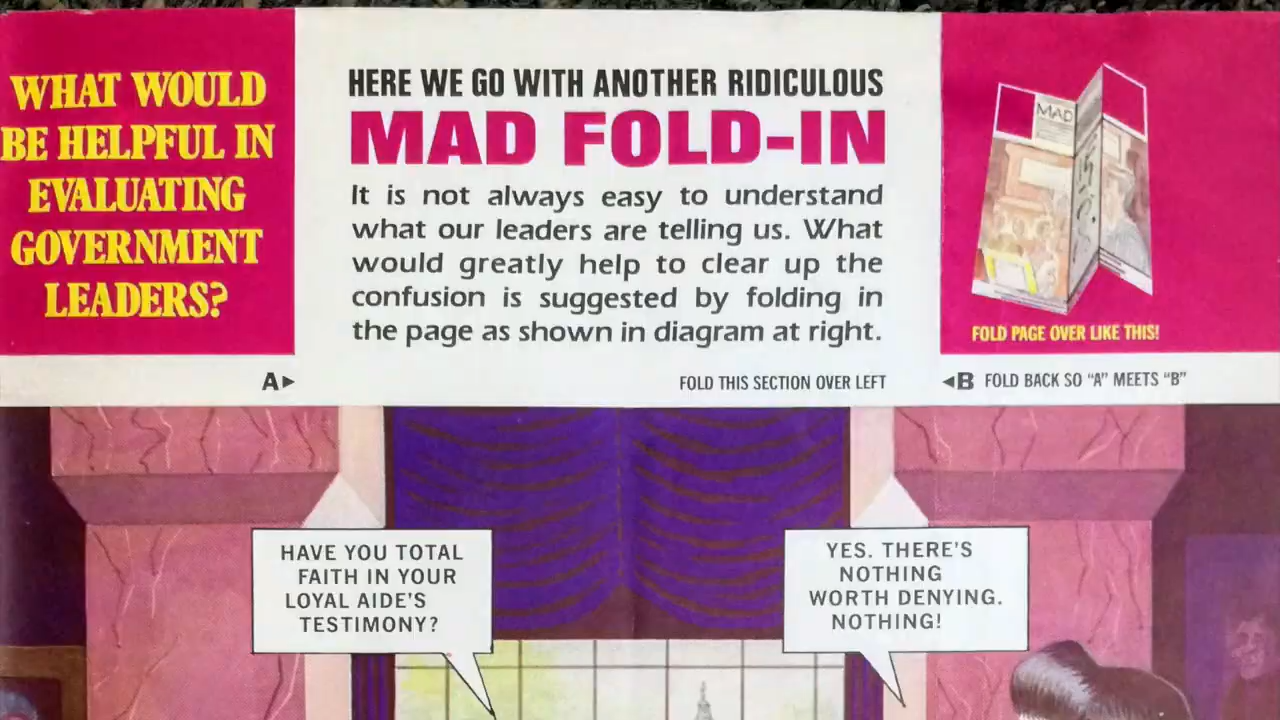 WHAT WOULD
BE HELPFUL IN
EVALUATING
GOVERNMENT
LEADERS?
A►
HERE WE GO WITH ANOTHER RIDICULOUS
MAD FOLD-IN
It is not always easy to understand
what our leaders are telling us. What
would greatly help to clear up the
confusion is suggested by folding in
the page as shown in diagram at right.
FOLD THIS SECTION OVER LEFT
MAD
FOLD PAGE OVER LIKE THIS!
◄B FOLD BACK SO "A" MEETS "B"
HAVE YOU TOTAL
FAITH IN YOUR
LOYAL AIDE'S
TESTIMONY?
YES. THERE'S
NOTHING
WORTH DENYING.
NOTHING!